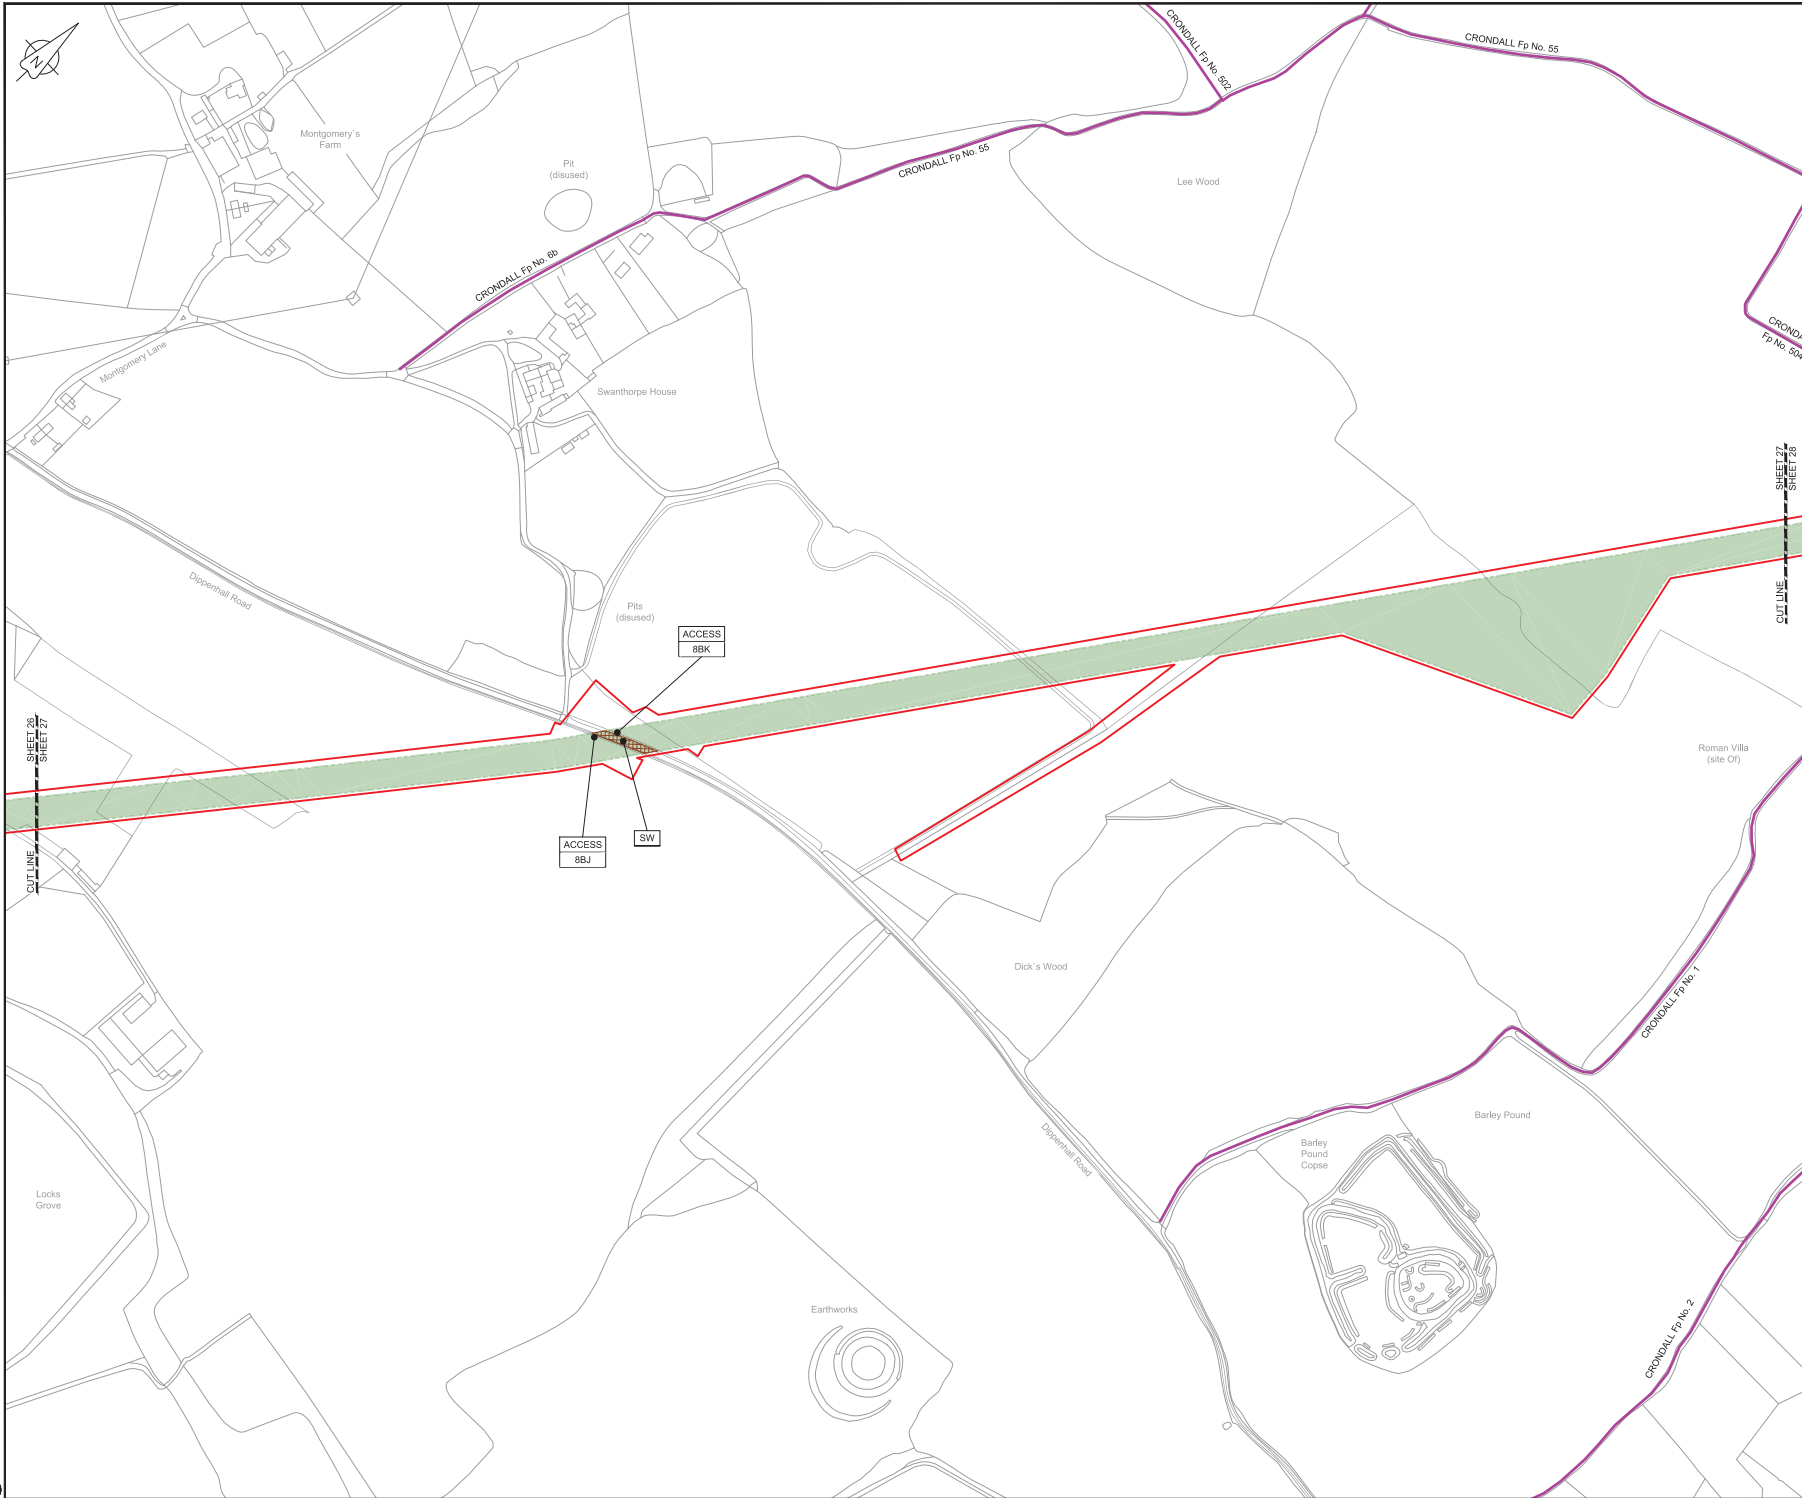 N
CRONDALL Fp No. 502
CRONDALL Fp No. 55
Montgomery`s
Farm
Pit
(disused)
CRONDALL Fp No. 55
Lee Wood
CRONDALL Fp No. 8b
CRONDA
Fp No. 504
Montgomery Lane
Swanthorpe House
SHEET 27
SHEET 28
CUT LINE
Dippenhall Road
Pits
(disused)
ACCESS
8BK
SHEET 26
SHEET 27
CUT LINE
Roman Villa
(site Of)
ACCESS
8BJ
SW
Dick`s Wood
CRONDALL Fp No. 1
Dippenhall Road
Barley Pound
Barley
Pound
Copse
Locks
Grove
Earthworks
CRONDALL Fp No. 2